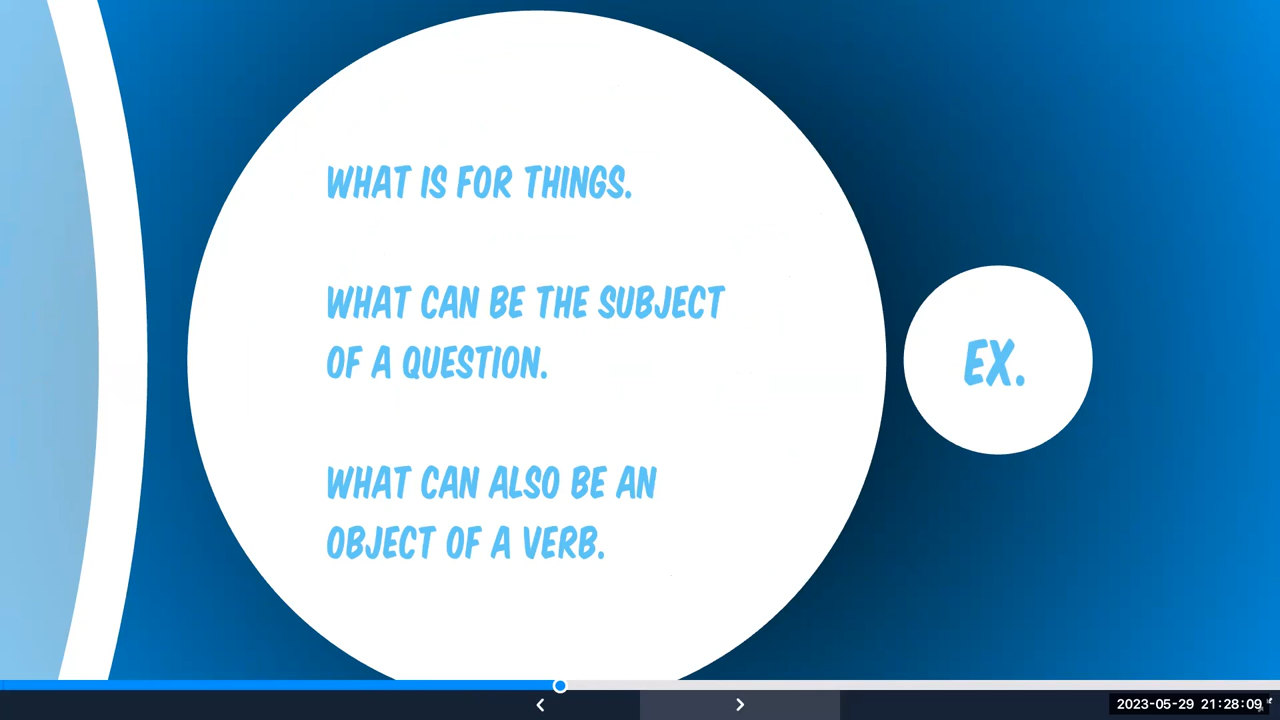 WHAT IS FOR THINGS.
WHAT CAN BE THE SUBJECT
OF A QUESTION.
WHAT CAN ALSO BE AN
OBJECT OF A VERB.
EX.
2023-05-29 21:28:09